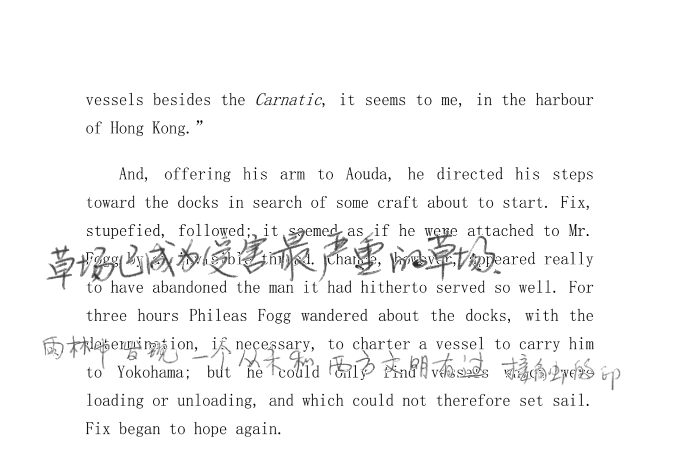 vessels besides the Carnatic, it seems to me, in the harbour
of Hong Kong.”
And, offering his arm to Aouda, he directed his steps
toward the docks in search of some craft about to start. Fix,
stupefied, followed; it seemed as if he were attached to Mr.
Fogg by an invisible thread. Chance, however, appeared really
草场已成为受害最严重的草场.
to have abandoned the man it had hitherto served so well. For
three hours Phileas Fogg wandered about the docks, with the
determination, if necessary, to charter a vessel to carry him
雨林中发现一个从未和西方文明有过接触的印
to Yokohama; but he could only find vessels which were
loading or unloading, and which could not therefore set sail.
Fix began to hope again.